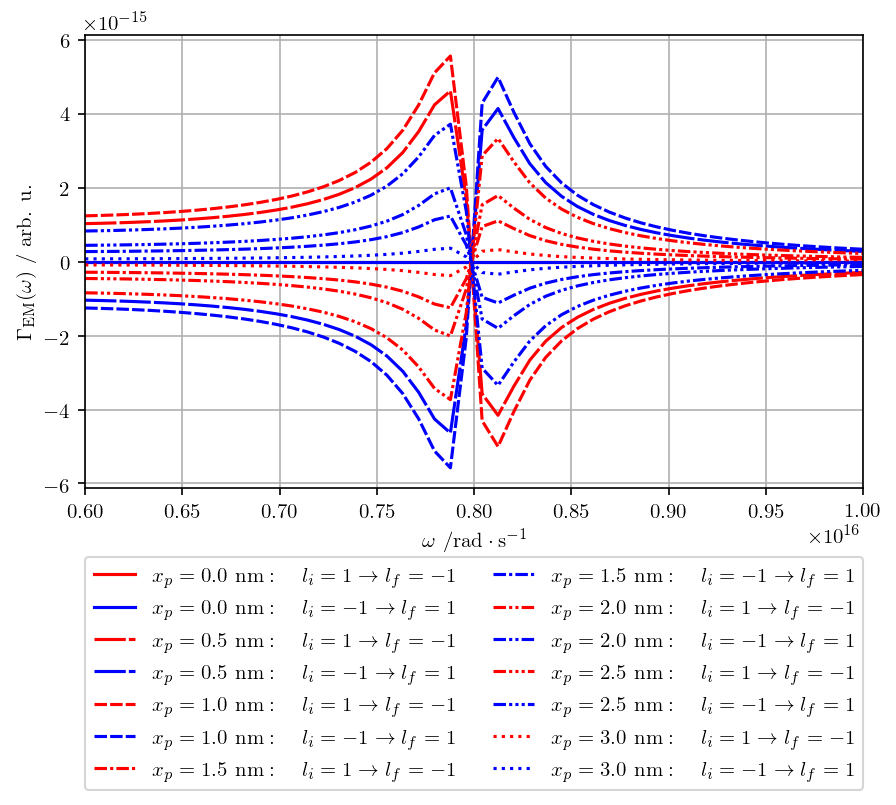 ×10⁻¹⁵
6
4
2
0
−2
−4
−6
Γ_EM(ω) / arb. u.
0.60 0.65 0.70 0.75 0.80 0.85 0.90 0.95 1.00
ω /rad · s⁻¹
×10¹⁶
x_p = 0.0 nm : l_i = 1 → l_f = −1
x_p = 0.0 nm : l_i = −1 → l_f = 1
x_p = 0.5 nm : l_i = 1 → l_f = −1
x_p = 0.5 nm : l_i = −1 → l_f = 1
x_p = 1.0 nm : l_i = 1 → l_f = −1
x_p = 1.0 nm : l_i = −1 → l_f = 1
x_p = 1.5 nm : l_i = 1 → l_f = −1
x_p = 1.5 nm : l_i = −1 → l_f = 1
x_p = 2.0 nm : l_i = 1 → l_f = −1
x_p = 2.0 nm : l_i = −1 → l_f = 1
x_p = 2.5 nm : l_i = 1 → l_f = −1
x_p = 2.5 nm : l_i = −1 → l_f = 1
x_p = 3.0 nm : l_i = 1 → l_f = −1
x_p = 3.0 nm : l_i = −1 → l_f = 1